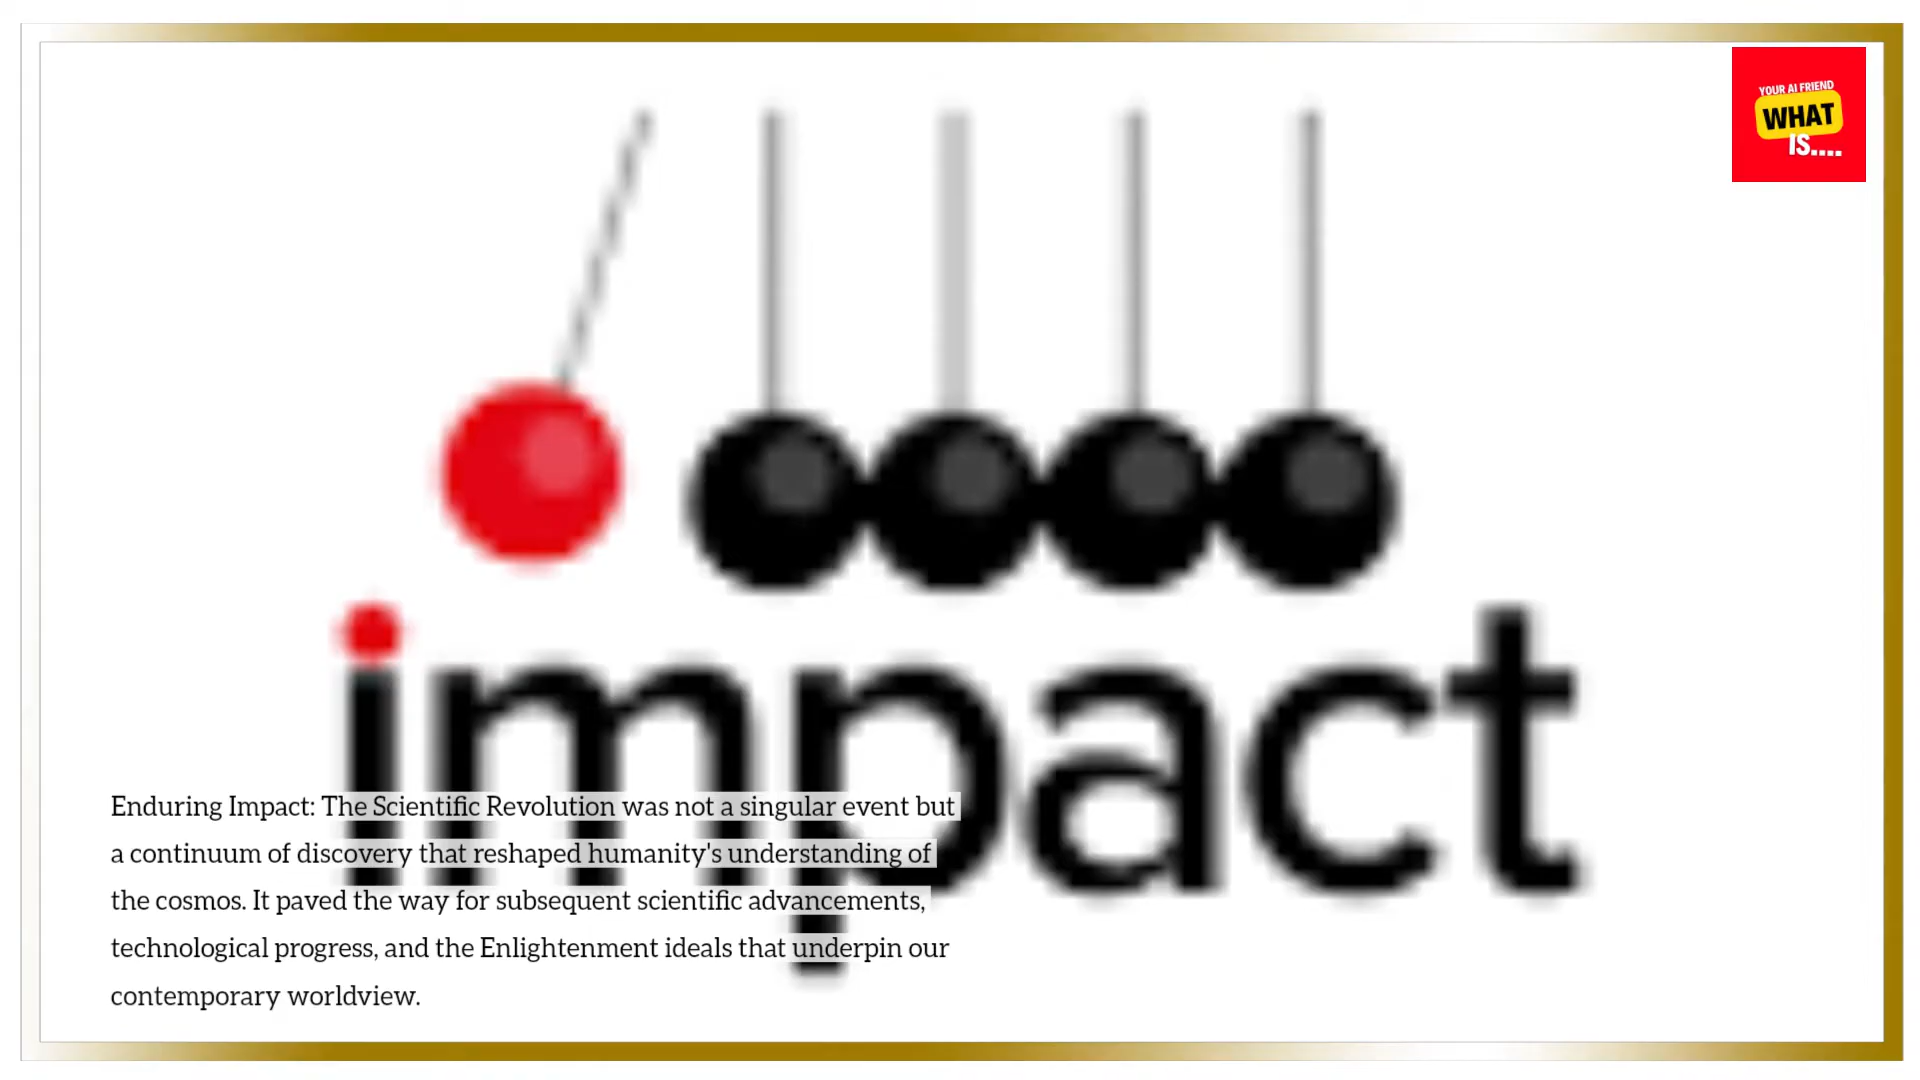 YOUR AI FRIEND
WHAT
IS....
impact
Enduring Impact: The Scientific Revolution was not a singular event but
a continuum of discovery that reshaped humanity's understanding of
the cosmos. It paved the way for subsequent scientific advancements,
technological progress, and the Enlightenment ideals that underpin our
contemporary worldview.